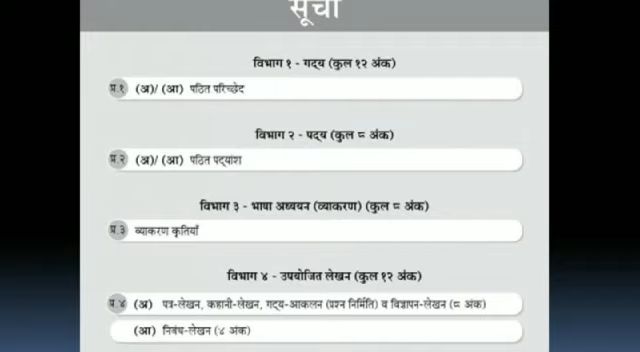 सूची
विभाग १ - गद्य (कुल १२ अंक)
प्र.१ (अ)/ (आ) पठित परिच्छेद
विभाग २ - पद्य (कुल ८ अंक)
प्र.२ (अ)/ (आ) पठित पद्यांश
विभाग ३ - भाषा अध्ययन (व्याकरण) (कुल ८ अंक)
प्र.३ व्याकरण कृतियाँ
विभाग ४ - उपयोजित लेखन (कुल १२ अंक)
प्र.४ (अ) पत्र-लेखन, कहानी-लेखन, गद्य-आकलन (प्रश्न निर्मिति) व विज्ञापन-लेखन (८ अंक)
(आ) निबंध-लेखन (४ अंक)